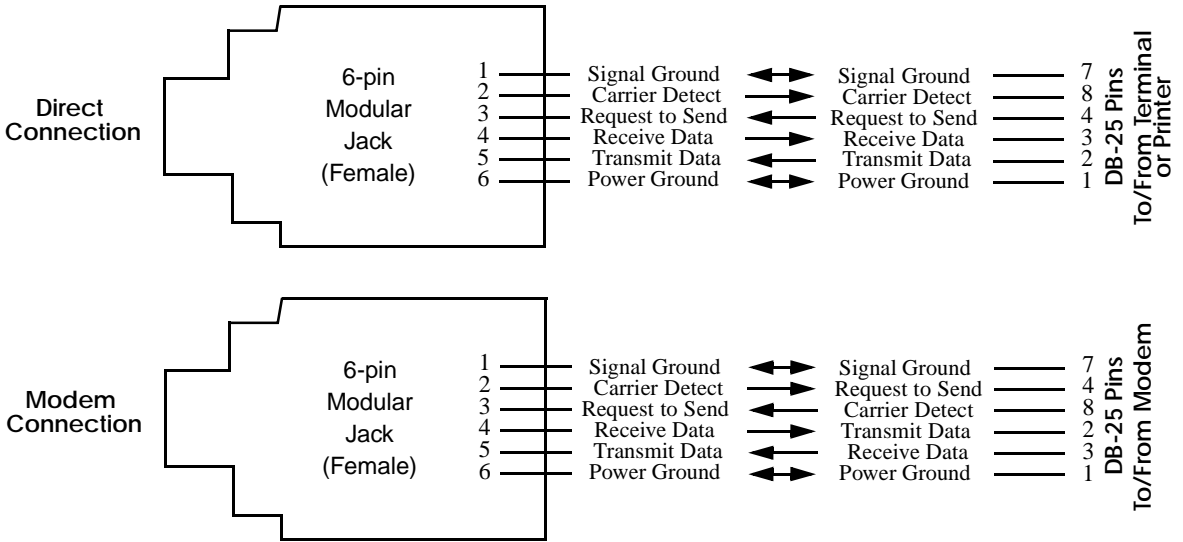 Direct
Connection
6-pin
Modular
Jack
(Female)
1 Signal Ground Signal Ground 7
2 Carrier Detect Carrier Detect 8
3 Request to Send Request to Send 4
4 Receive Data Receive Data 3
5 Transmit Data Transmit Data 2
6 Power Ground Power Ground 1
DB-25 Pins
To/From Terminal
or Printer
Modem
Connection
6-pin
Modular
Jack
(Female)
1 Signal Ground Signal Ground 7
2 Carrier Detect Request to Send 4
3 Request to Send Carrier Detect 8
4 Receive Data Transmit Data 2
5 Transmit Data Receive Data 3
6 Power Ground Power Ground 1
DB-25 Pins
To/From Modem